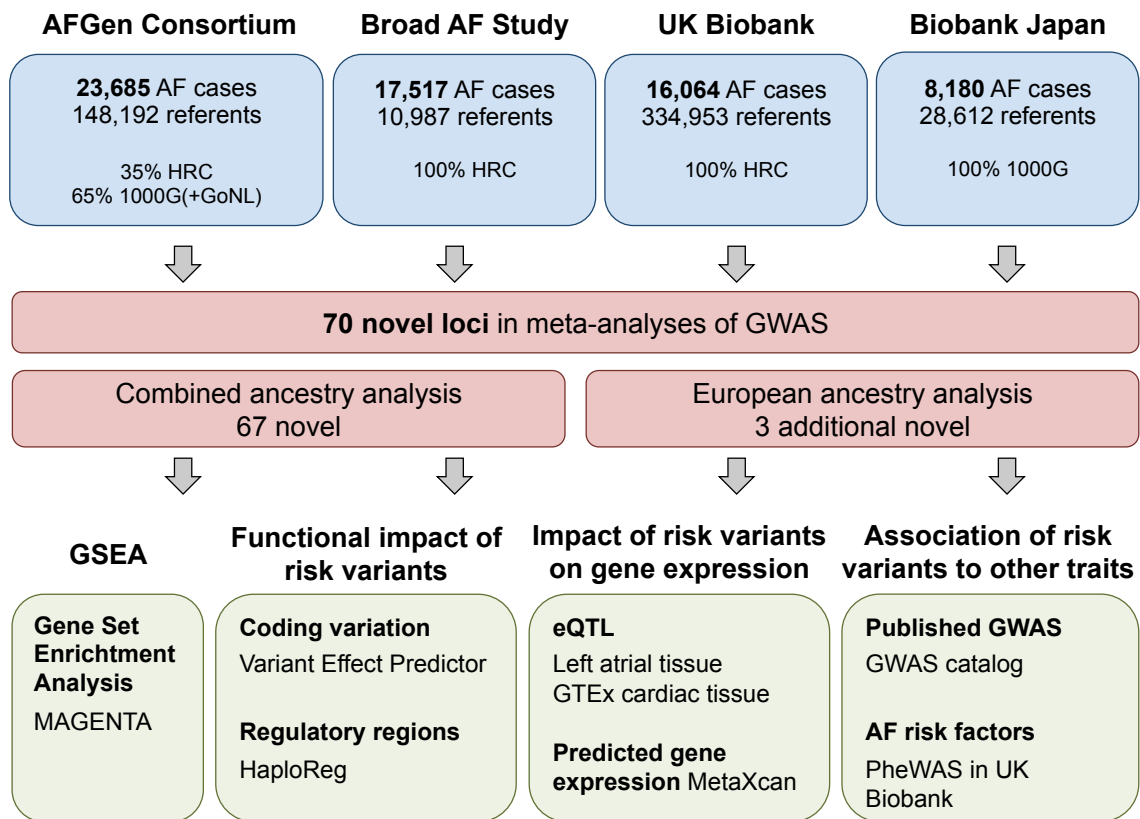 AFGen Consortium
23,685 AF cases
148,192 referents
35% HRC
65% 1000G(+GoNL)
Broad AF Study
17,517 AF cases
10,987 referents
100% HRC
UK Biobank
16,064 AF cases
334,953 referents
100% HRC
Biobank Japan
8,180 AF cases
28,612 referents
100% 1000G
70 novel loci in meta-analyses of GWAS
Combined ancestry analysis
67 novel
European ancestry analysis
3 additional novel
GSEA
Gene Set
Enrichtment
Analysis
MAGENTA
Functional impact of
risk variants
Coding variation
Variant Effect Predictor
Regulatory regions
HaploReg
Impact of risk variants
on gene expression
eQTL
Left atrial tissue
GTEx cardiac tissue
Predicted gene
expression MetaXcan
Association of risk
variants to other traits
Published GWAS
GWAS catalog
AF risk factors
PheWAS in UK
Biobank